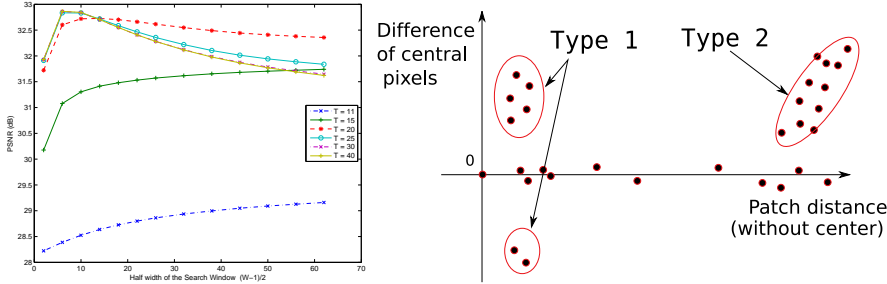 33
32.5
32
31.5
31
30.5
30
29.5
29
28.5
28
PSNR (dB)
0 10 20 30 40 50 60 70
Half width of the Search Window (W−1)/2
T = 11
T = 15
T = 20
T = 25
T = 30
T = 40
Difference
of central
pixels
Type 1
Type 2
0
Patch distance
(without center)